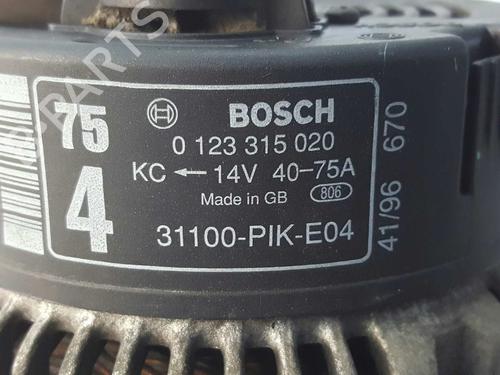 75
4
BOSCH
0 123 315 020
KC ← 14V 40-75A
Made in GB 806
31100-PIK-E04
41/96 670
PARTS